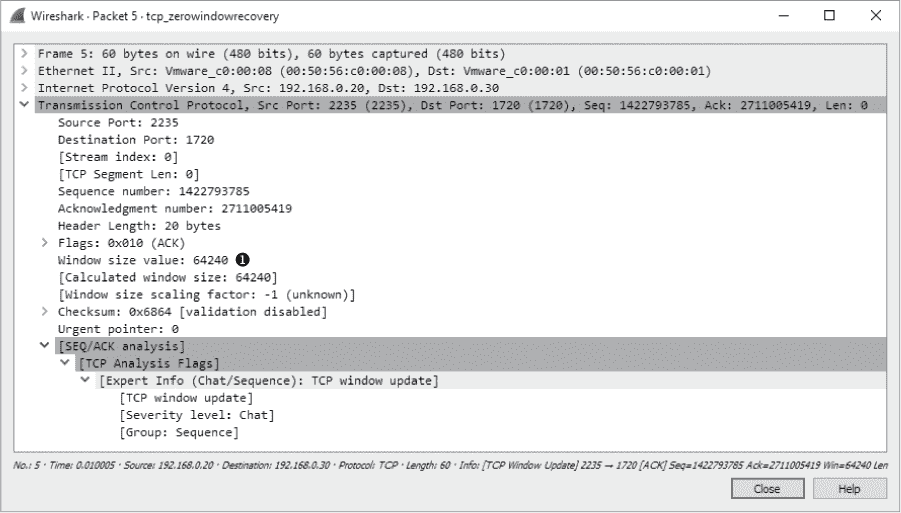 Wireshark · Packet 5 · tcp_zerowindowrecovery
Frame 5: 60 bytes on wire (480 bits), 60 bytes captured (480 bits)
Ethernet II, Src: Vmware_c0:00:08 (00:50:56:c0:00:08), Dst: Vmware_c0:00:01 (00:50:56:c0:00:01)
Internet Protocol Version 4, Src: 192.168.0.20, Dst: 192.168.0.30
Transmission Control Protocol, Src Port: 2235 (2235), Dst Port: 1720 (1720), Seq: 1422793785, Ack: 2711005419, Len: 0
Source Port: 2235
Destination Port: 1720
[Stream index: 0]
[TCP Segment Len: 0]
Sequence number: 1422793785
Acknowledgment number: 2711005419
Header Length: 20 bytes
Flags: 0x010 (ACK)
Window size value: 64240 ❶
[Calculated window size: 64240]
[Window size scaling factor: -1 (unknown)]
Checksum: 0x6864 [validation disabled]
Urgent pointer: 0
[SEQ/ACK analysis]
[TCP Analysis Flags]
[Expert Info (Chat/Sequence): TCP window update]
[TCP window update]
[Severity level: Chat]
[Group: Sequence]
No.: 5 · Time: 0.010005 · Source: 192.168.0.20 · Destination: 192.168.0.30 · Protocol: TCP · Length: 60 · Info: [TCP Window Update] 2235 → 1720 [ACK] Seq=1422793785 Ack=2711005419 Win=64240 Len
Close
Help